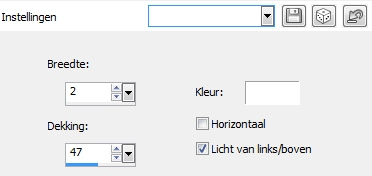 Instellingen
Breedte:
2
Kleur:
Horizontaal
Dekking:
47
Licht van links/boven